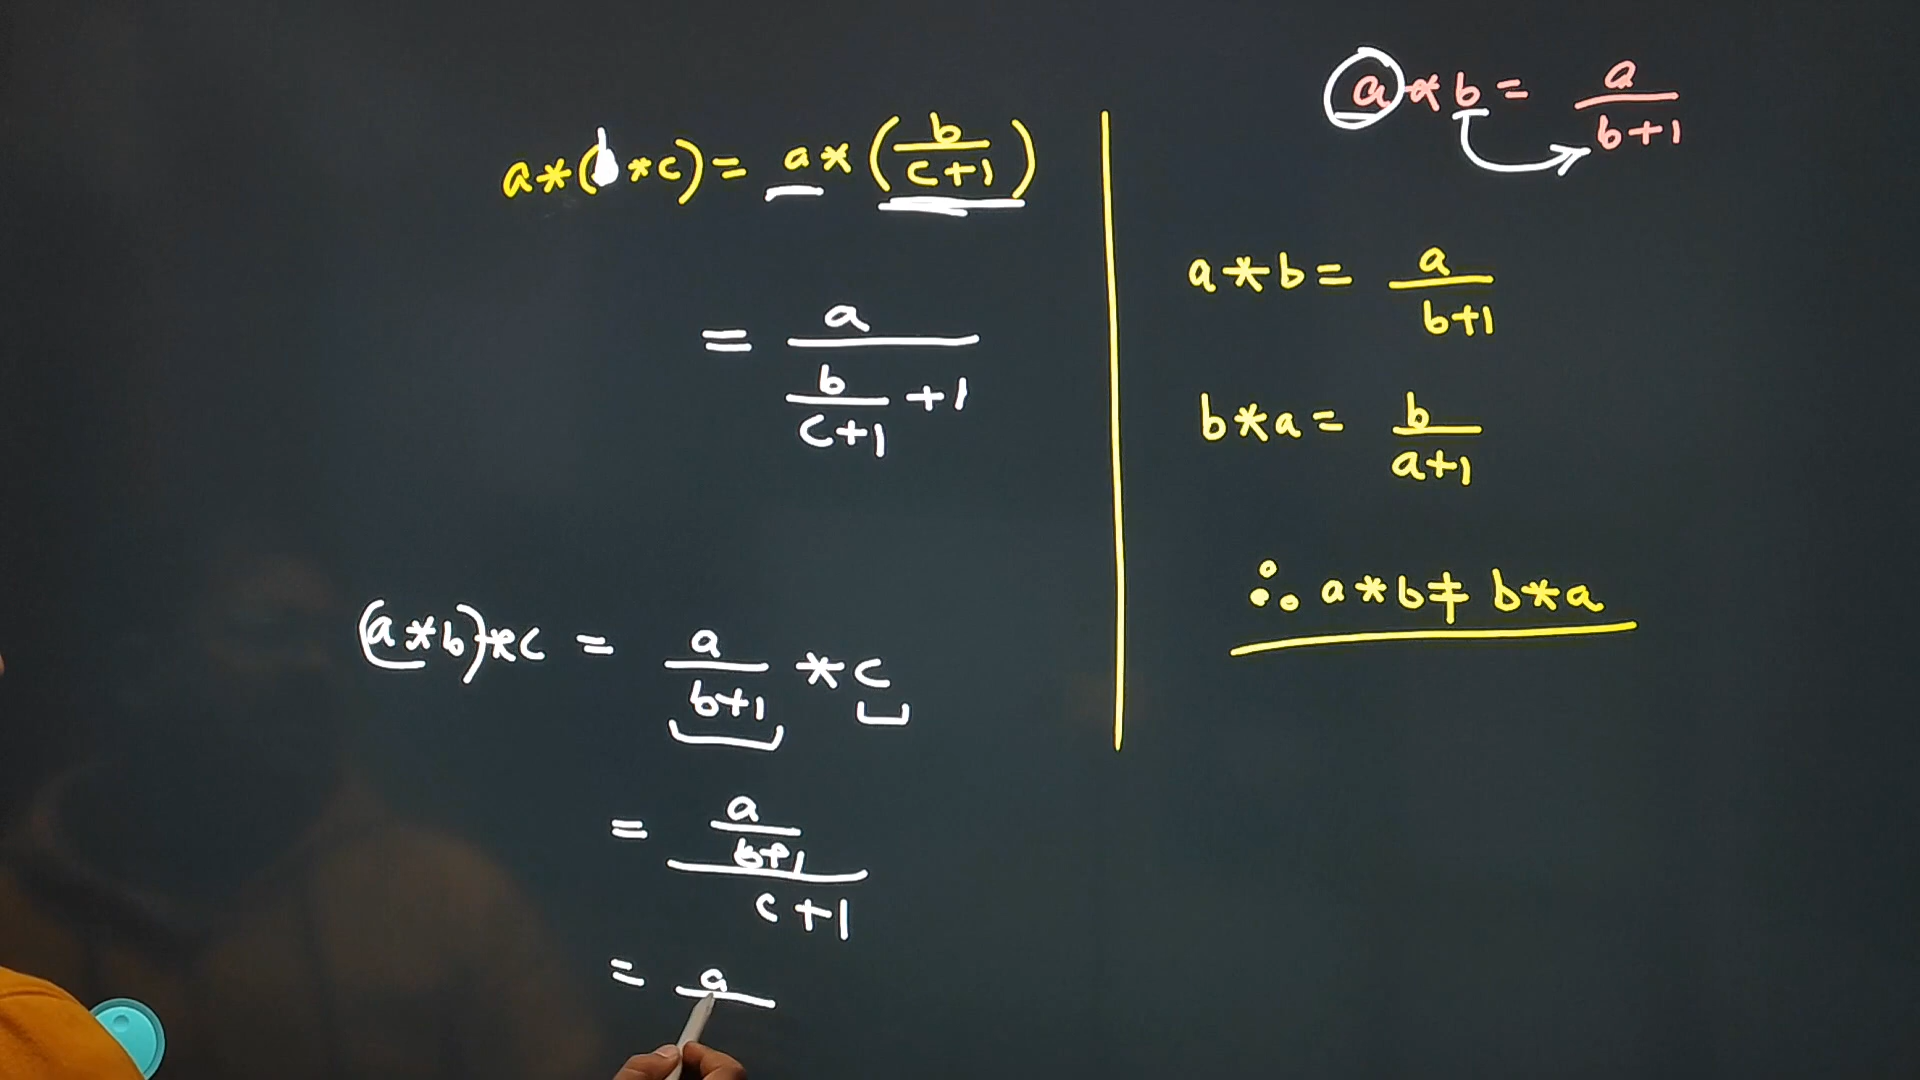 a*(b*c) = a*(b/(c+1))
= a/(b/(c+1) +1)
(a*b)*c = a/(b+1) * c
= (a/(b+1))/(c+1)
= a
a*b = a/(b+1)
a*b = a/(b+1)
b*a = b/(a+1)
∴ a*b ≠ b*a